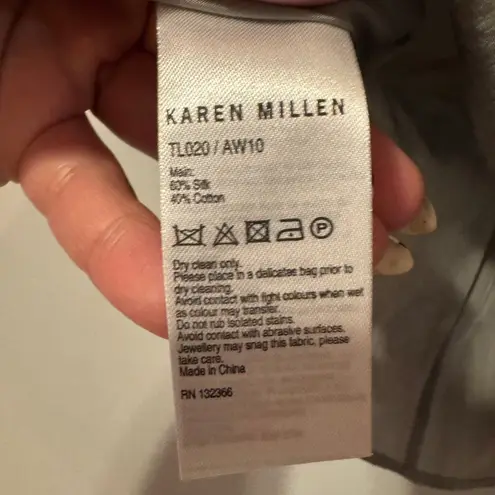 KAREN MILLEN
TL020 / AW10
Main:
60% Silk
40% Cotton
P
Dry clean only.
Please place in a delicates bag prior to
dry cleaning.
Avoid contact with light colours when wet
as colour may transfer.
Do not rub isolated stains.
Avoid contact with abrasive surfaces.
Jewellery may snag this fabric, please
take care.
Made in China
RN 132366